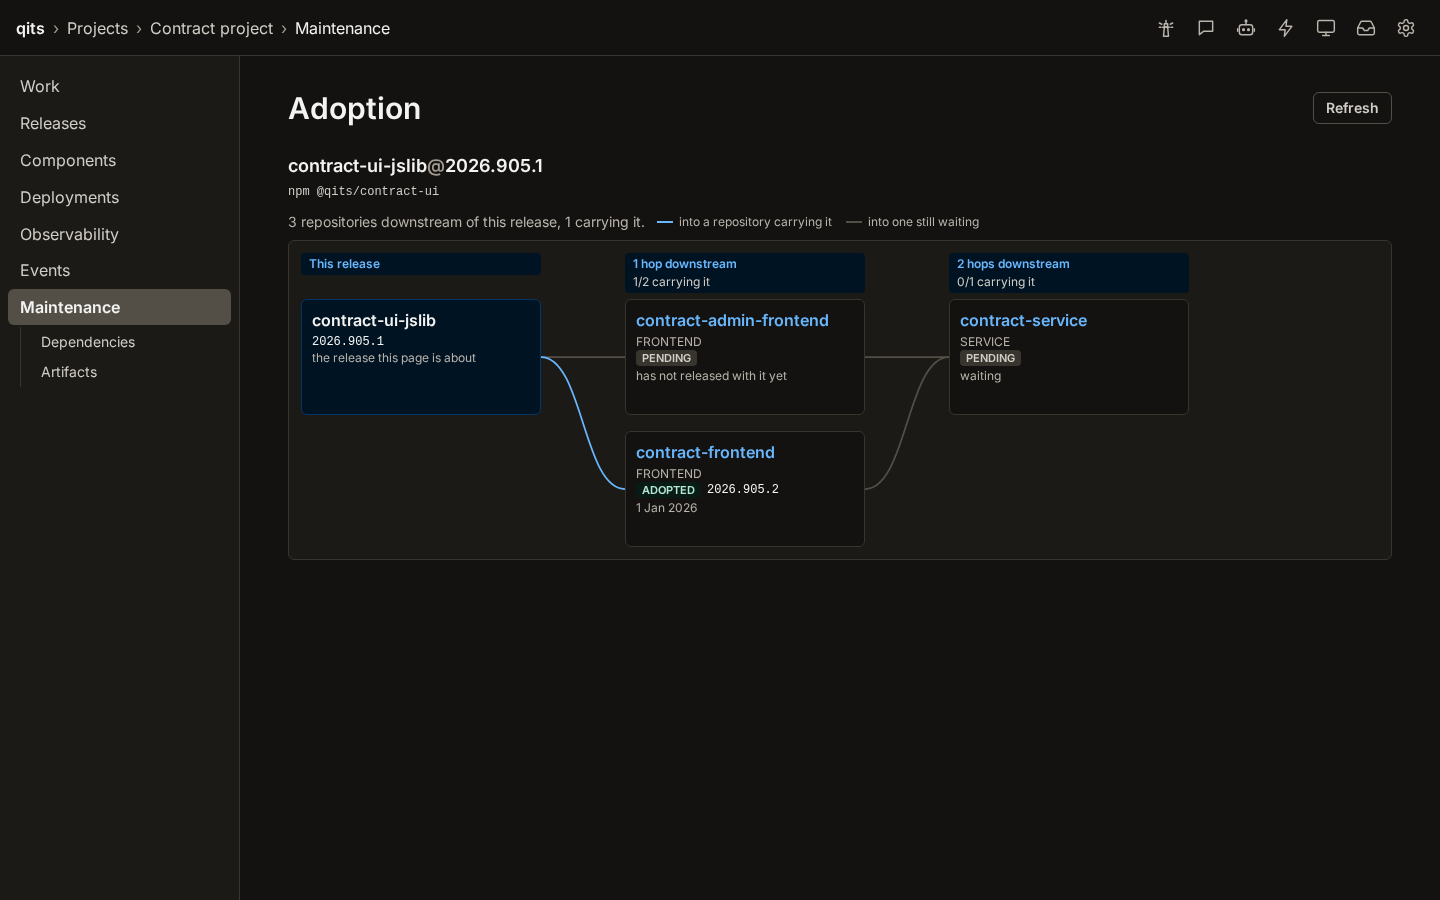 qits › Projects › Contract project › Maintenance
Work
Releases
Components
Deployments
Observability
Events
Maintenance
Dependencies
Artifacts
Adoption
Refresh
contract-ui-jslib@2026.905.1
npm @qits/contract-ui
3 repositories downstream of this release, 1 carrying it. into a repository carrying it into one still waiting
This release
contract-ui-jslib
2026.905.1
the release this page is about
1 hop downstream
1/2 carrying it
contract-admin-frontend
FRONTEND
PENDING
has not released with it yet
contract-frontend
FRONTEND
ADOPTED 2026.905.2
1 Jan 2026
2 hops downstream
0/1 carrying it
contract-service
SERVICE
PENDING
waiting